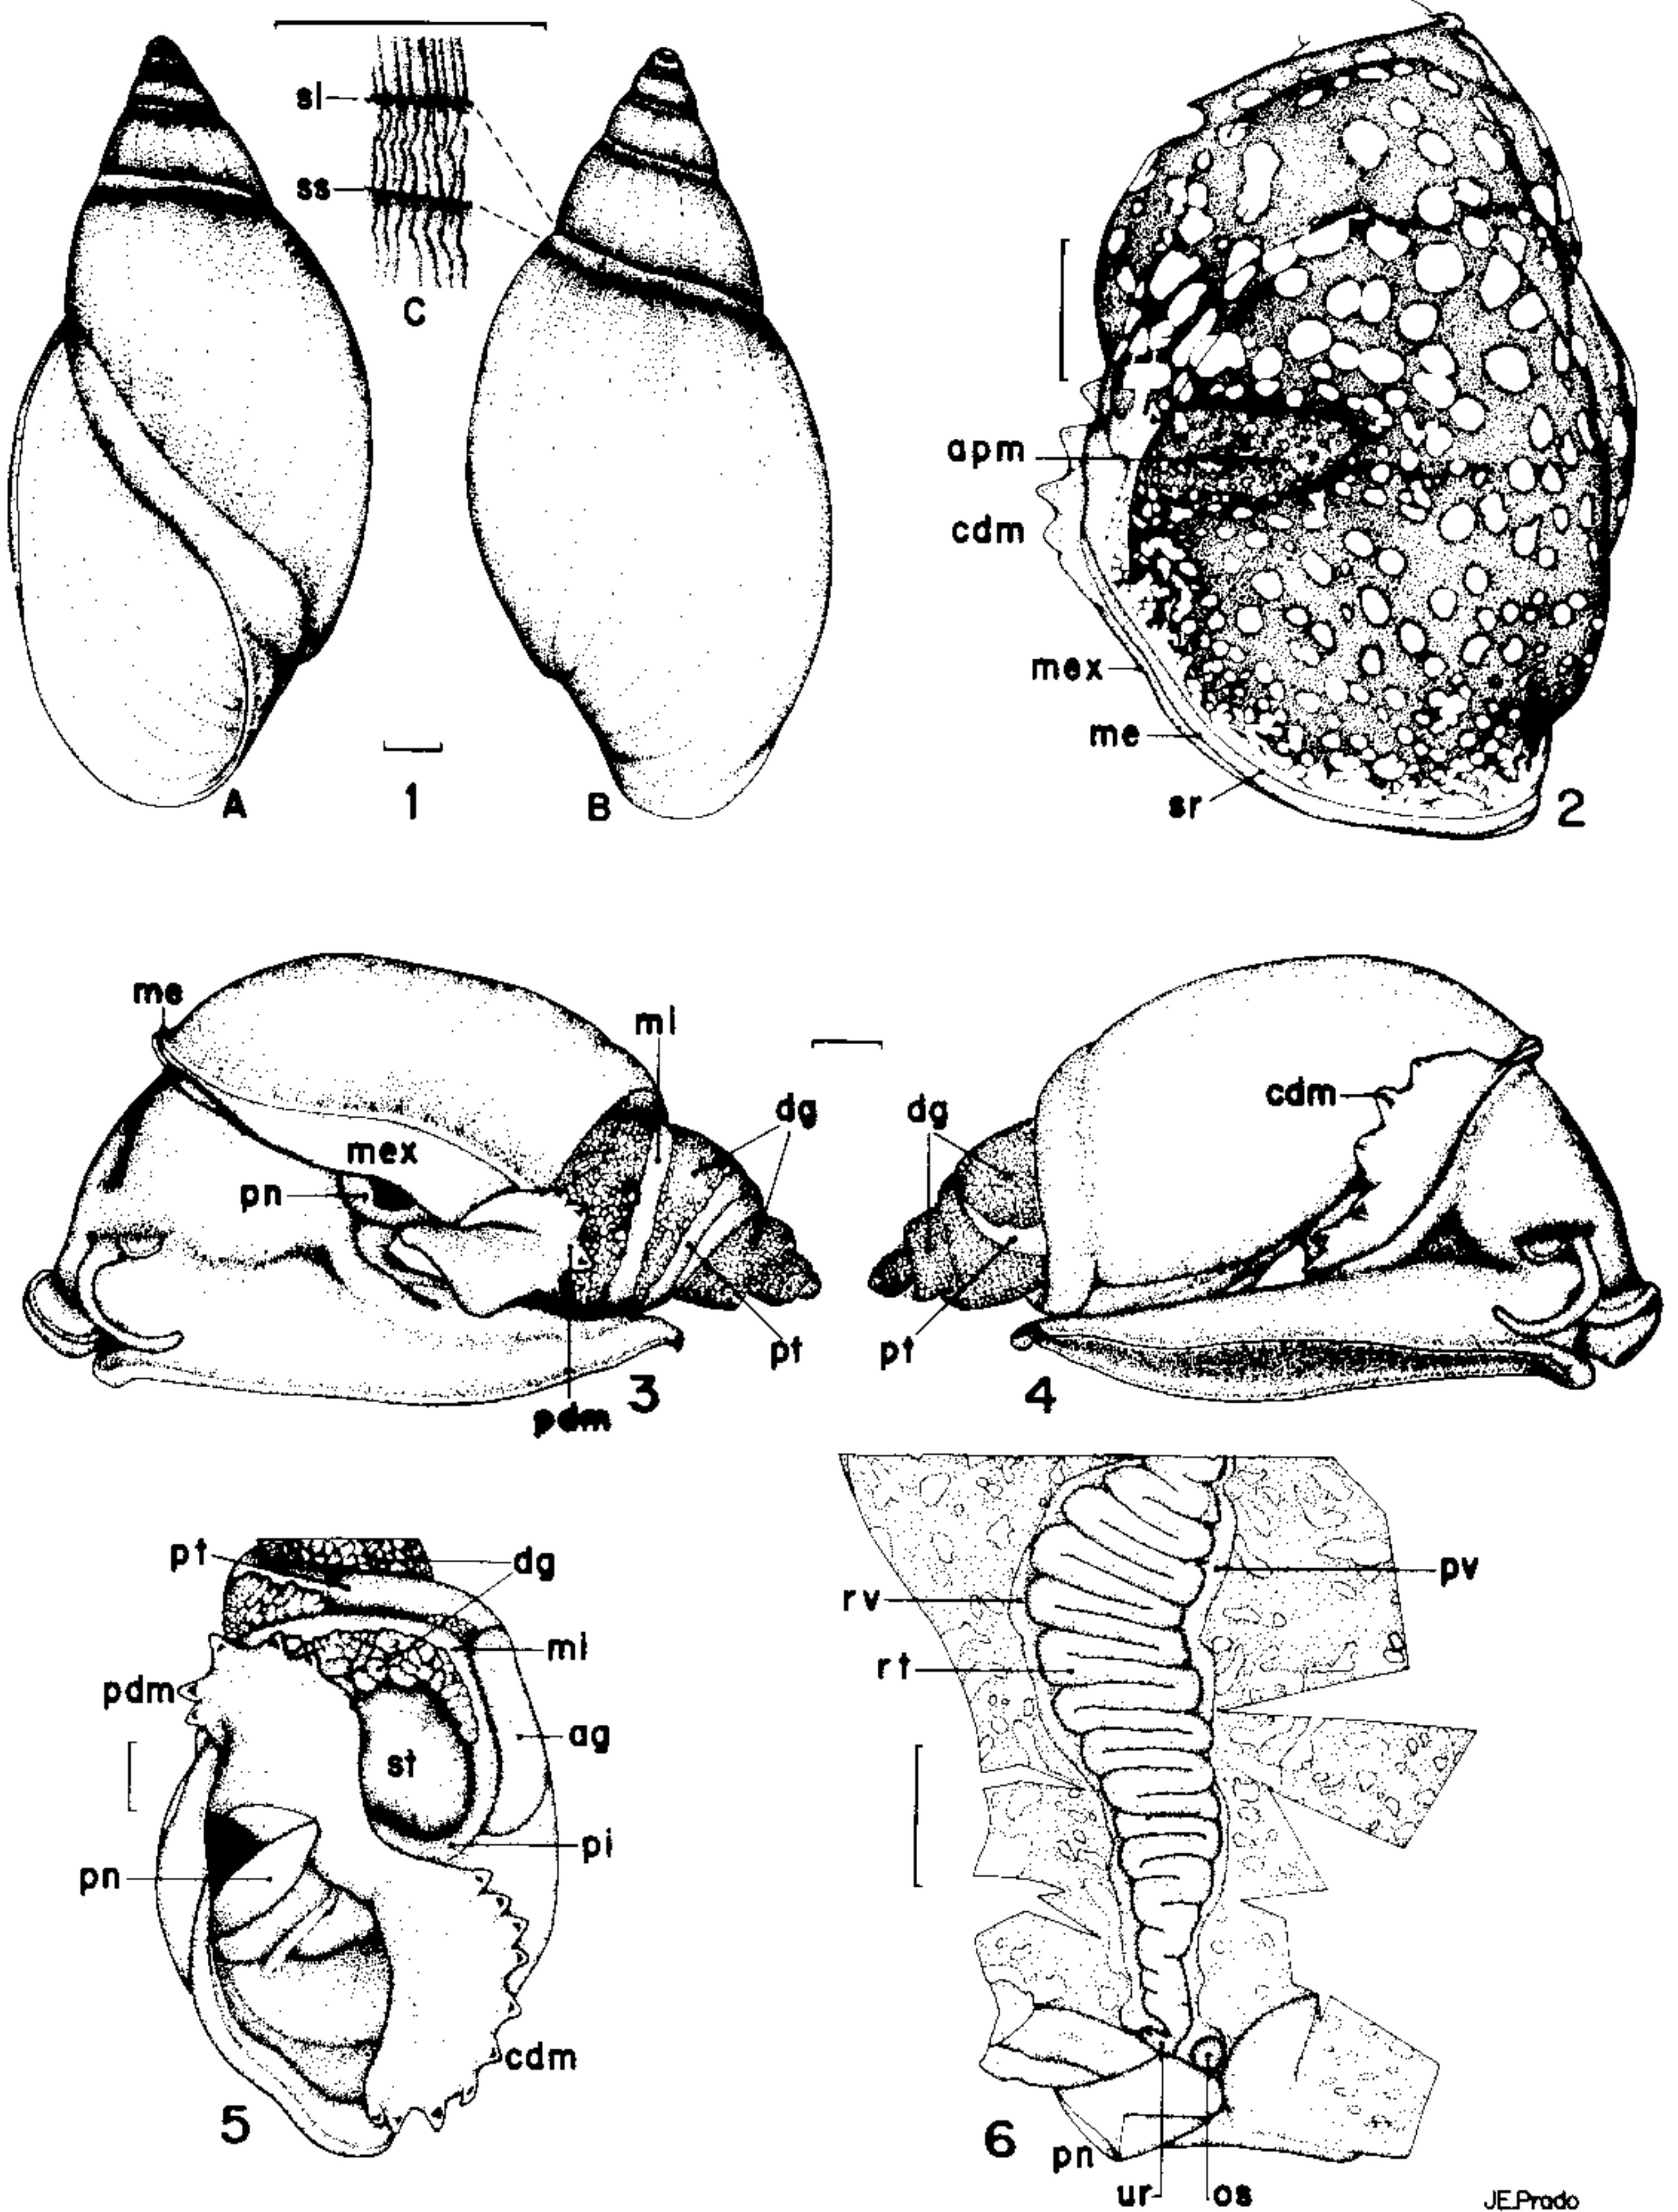 sl
ss
C
A
1
B
apm
cdm
mex
me
sr
2
me
ml
dg
mex
pn
pt
pdm
3
dg
cdm
pt
4
pt
dg
ml
pdm
ag
st
pi
pn
cdm
5
pv
rv
rt
6
pn
ur
os
J.E.Prado